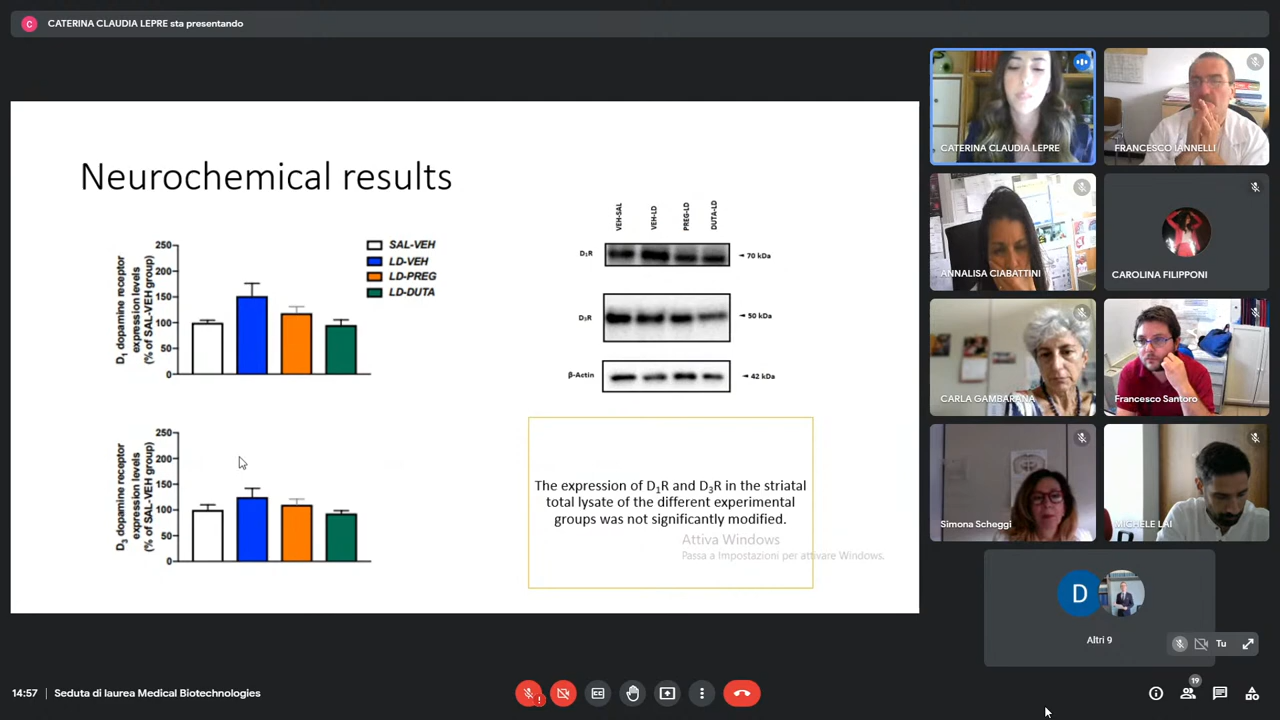 C CATERINA CLAUDIA LEPRE sta presentando
Neurochemical results
D1 dopamine receptor
expression levels
(% of SAL-VEH group)
250
200
150
100
50
0
SAL-VEH
LD-VEH
LD-PREG
LD-DUTA
D3 dopamine receptor
expression levels
(% of SAL-VEH group)
250
200
150
100
50
0
VEH-SAL
VEH-LD
PREG-LD
DUTA-LD
D₁R
◄ 70 kDa
D₃R
◄ 50 kDa
β-Actin
◄ 42 kDa
The expression of D₁R and D₃R in the striatal
total lysate of the different experimental
groups was not significantly modified.
Attiva Windows
Passa a Impostazioni per attivare Windows.
CATERINA CLAUDIA LEPRE
FRANCESCO IANNELLI
ANNALISA CIABATTINI
CAROLINA FILIPPONI
CARLA GAMBARANA
Francesco Santoro
Simona Scheggi
MICHELE LAI
D
Altri 9
Tu
14:57 Seduta di laurea Medical Biotechnologies
19